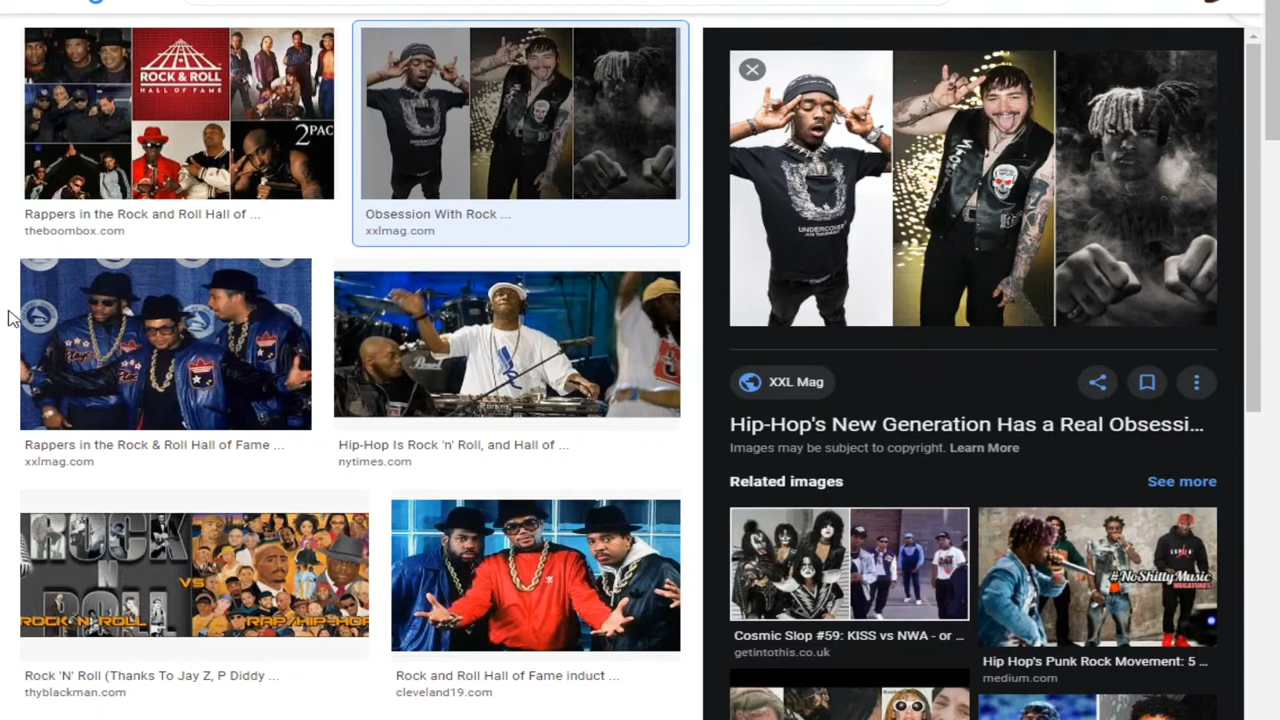 ROCK & ROLL
HALL OF FAME
2PAC
Rappers in the Rock and Roll Hall of ...
theboombox.com
Obsession With Rock ...
xxlmag.com
Rappers in the Rock & Roll Hall of Fame ...
xxlmag.com
Hip-Hop Is Rock 'n' Roll, and Hall of ...
nytimes.com
ROCK
N
ROLL
VS
ROCK N' ROLL
RAP/HIP-HOP
Rock 'N' Roll (Thanks To Jay Z, P Diddy ...
thyblackman.com
Rock and Roll Hall of Fame induct ...
cleveland19.com
UNDERCOVER
XXL Mag
Hip-Hop's New Generation Has a Real Obsessi...
Images may be subject to copyright. Learn More
Related images
See more
Cosmic Slop #59: KISS vs NWA - or ...
getintothis.co.uk
#NoShittyMusic
Hip Hop's Punk Rock Movement: 5 ...
medium.com